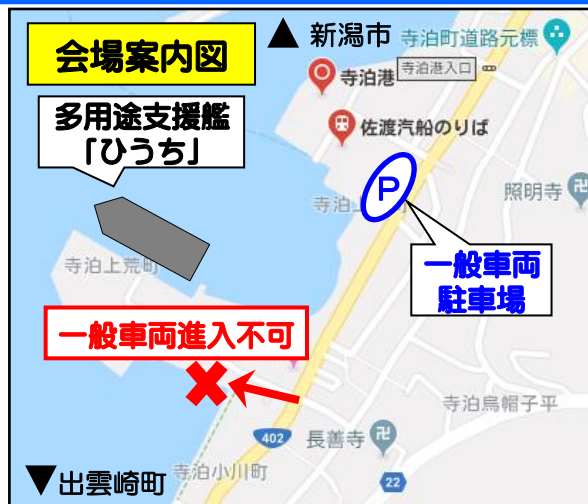 会場案内図
▲ 新潟市
寺泊町道路元標
寺泊港
寺泊港入口
多用途支援艦
「ひうち」
佐渡汽船のりば
P
照明寺
寺泊上
一般車両
駐車場
寺泊上荒町
一般車両進入不可
寺泊烏帽子平
402
長善寺
22
▼出雲崎町
寺泊小川町